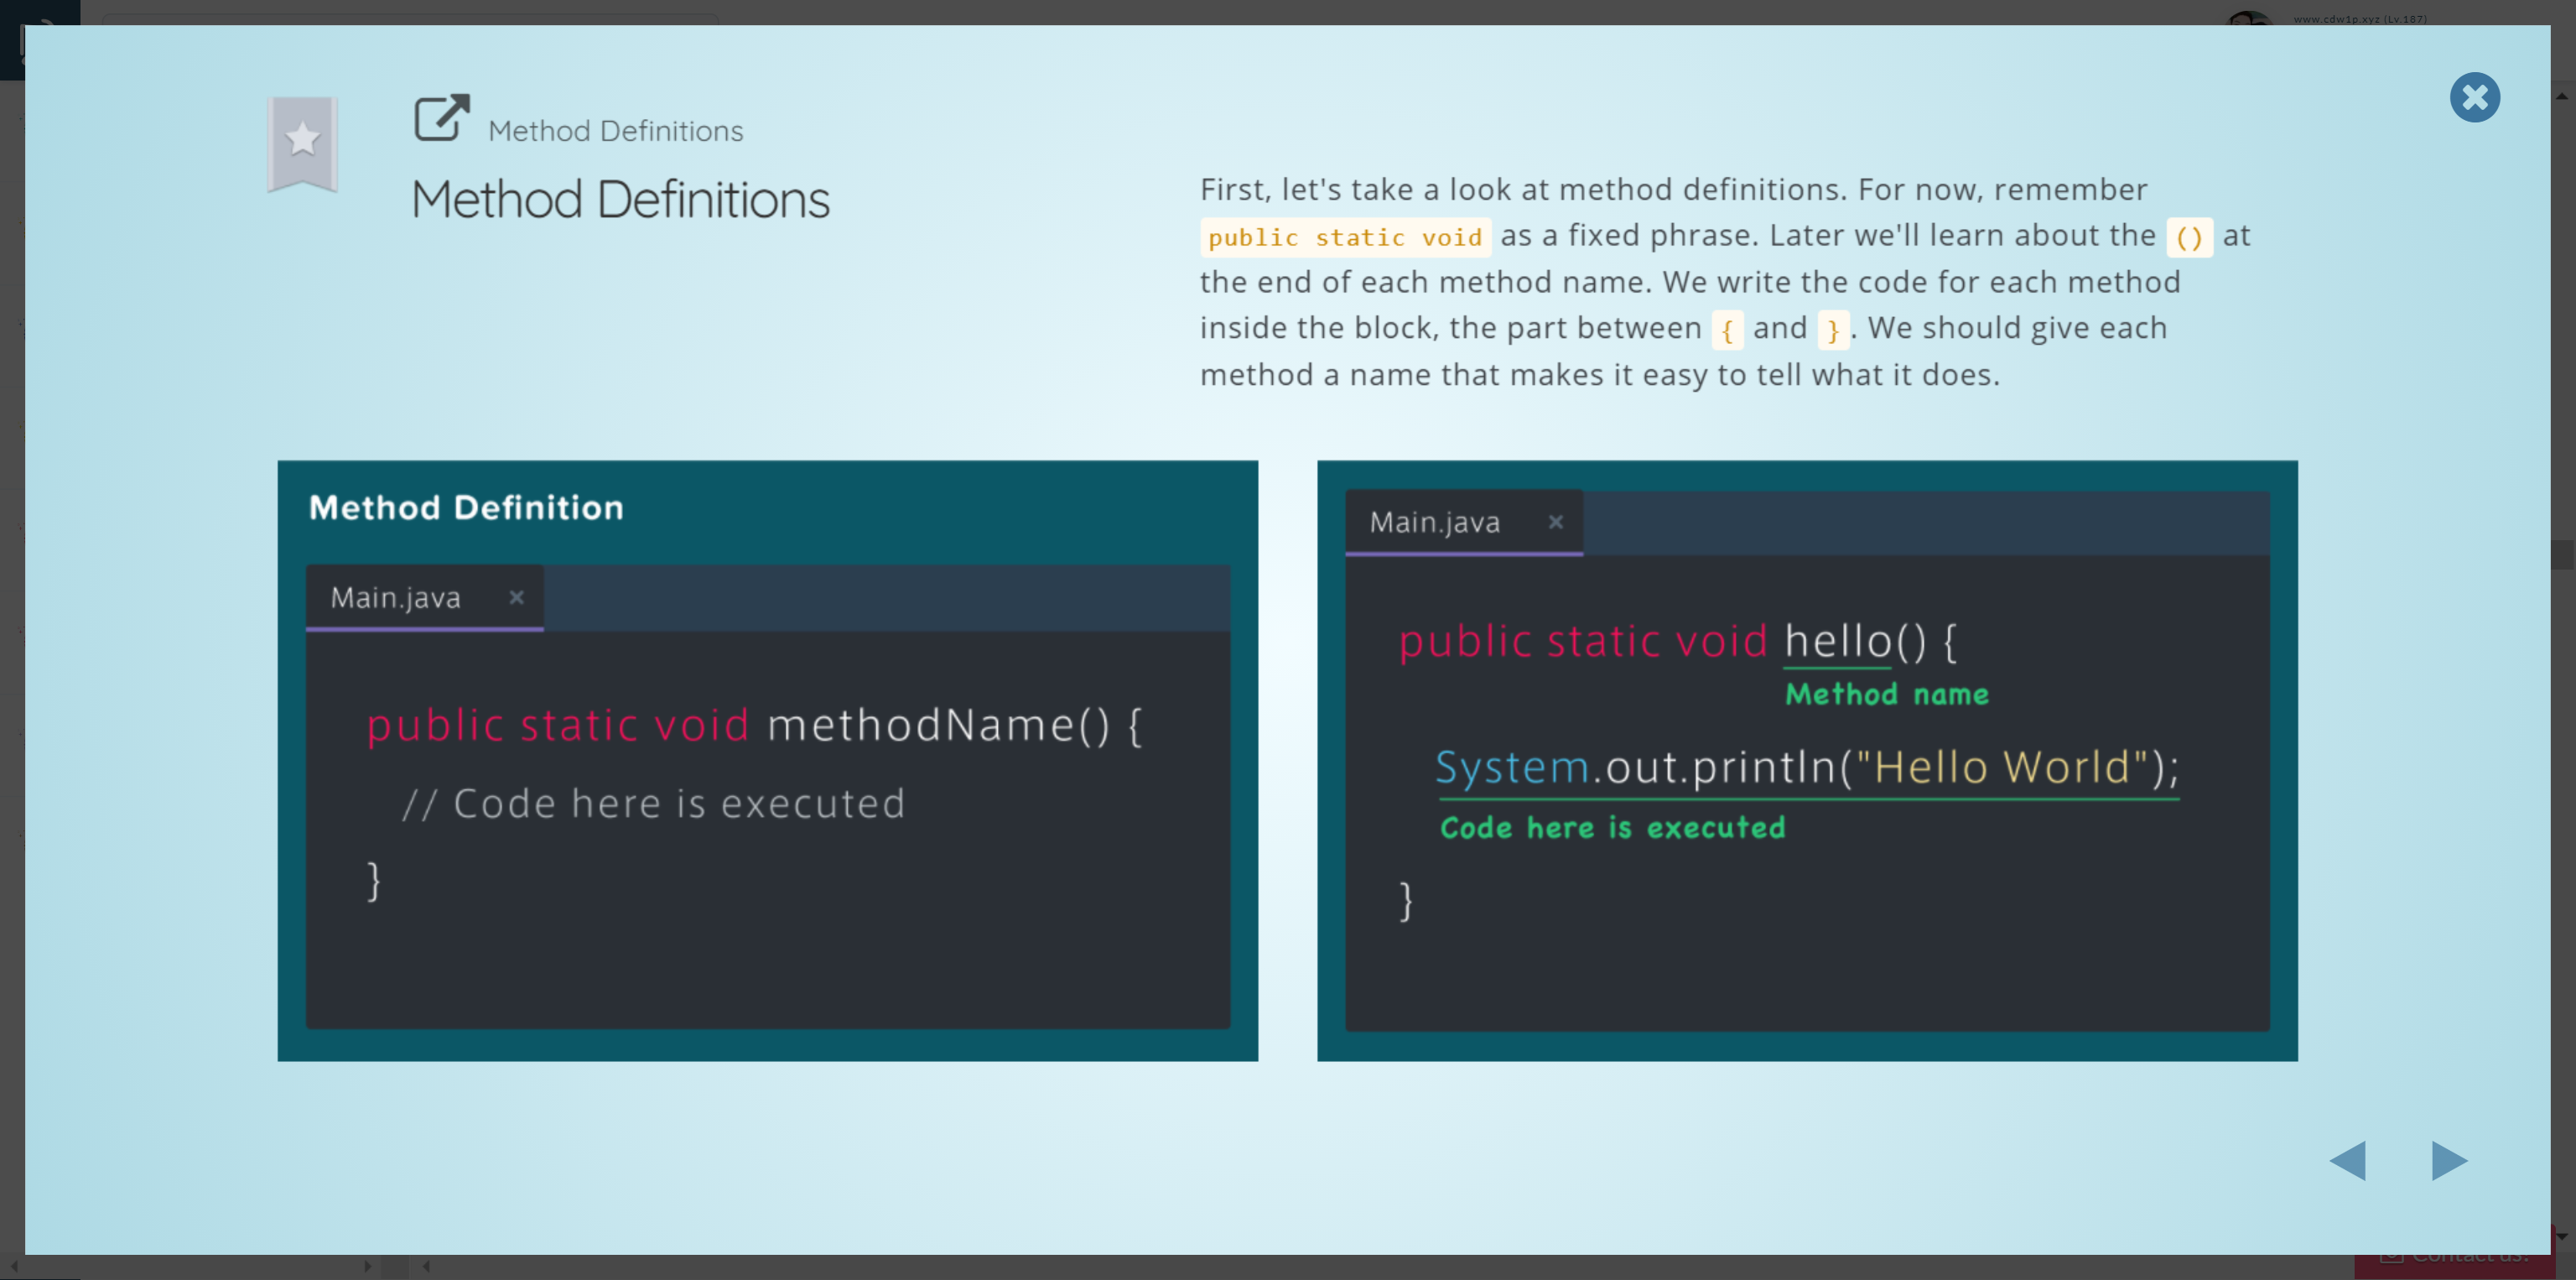 www.cdw1p.xyz (Lv.187)
Method Definitions
Method Definitions
First, let's take a look at method definitions. For now, remember
public static void as a fixed phrase. Later we'll learn about the () at
the end of each method name. We write the code for each method
inside the block, the part between { and }. We should give each
method a name that makes it easy to tell what it does.
Method Definition
Main.java ×
public static void methodName() {
// Code here is executed
}
Main.java ×
public static void hello() {
Method name
System.out.println("Hello World");
Code here is executed
}
Contact us!